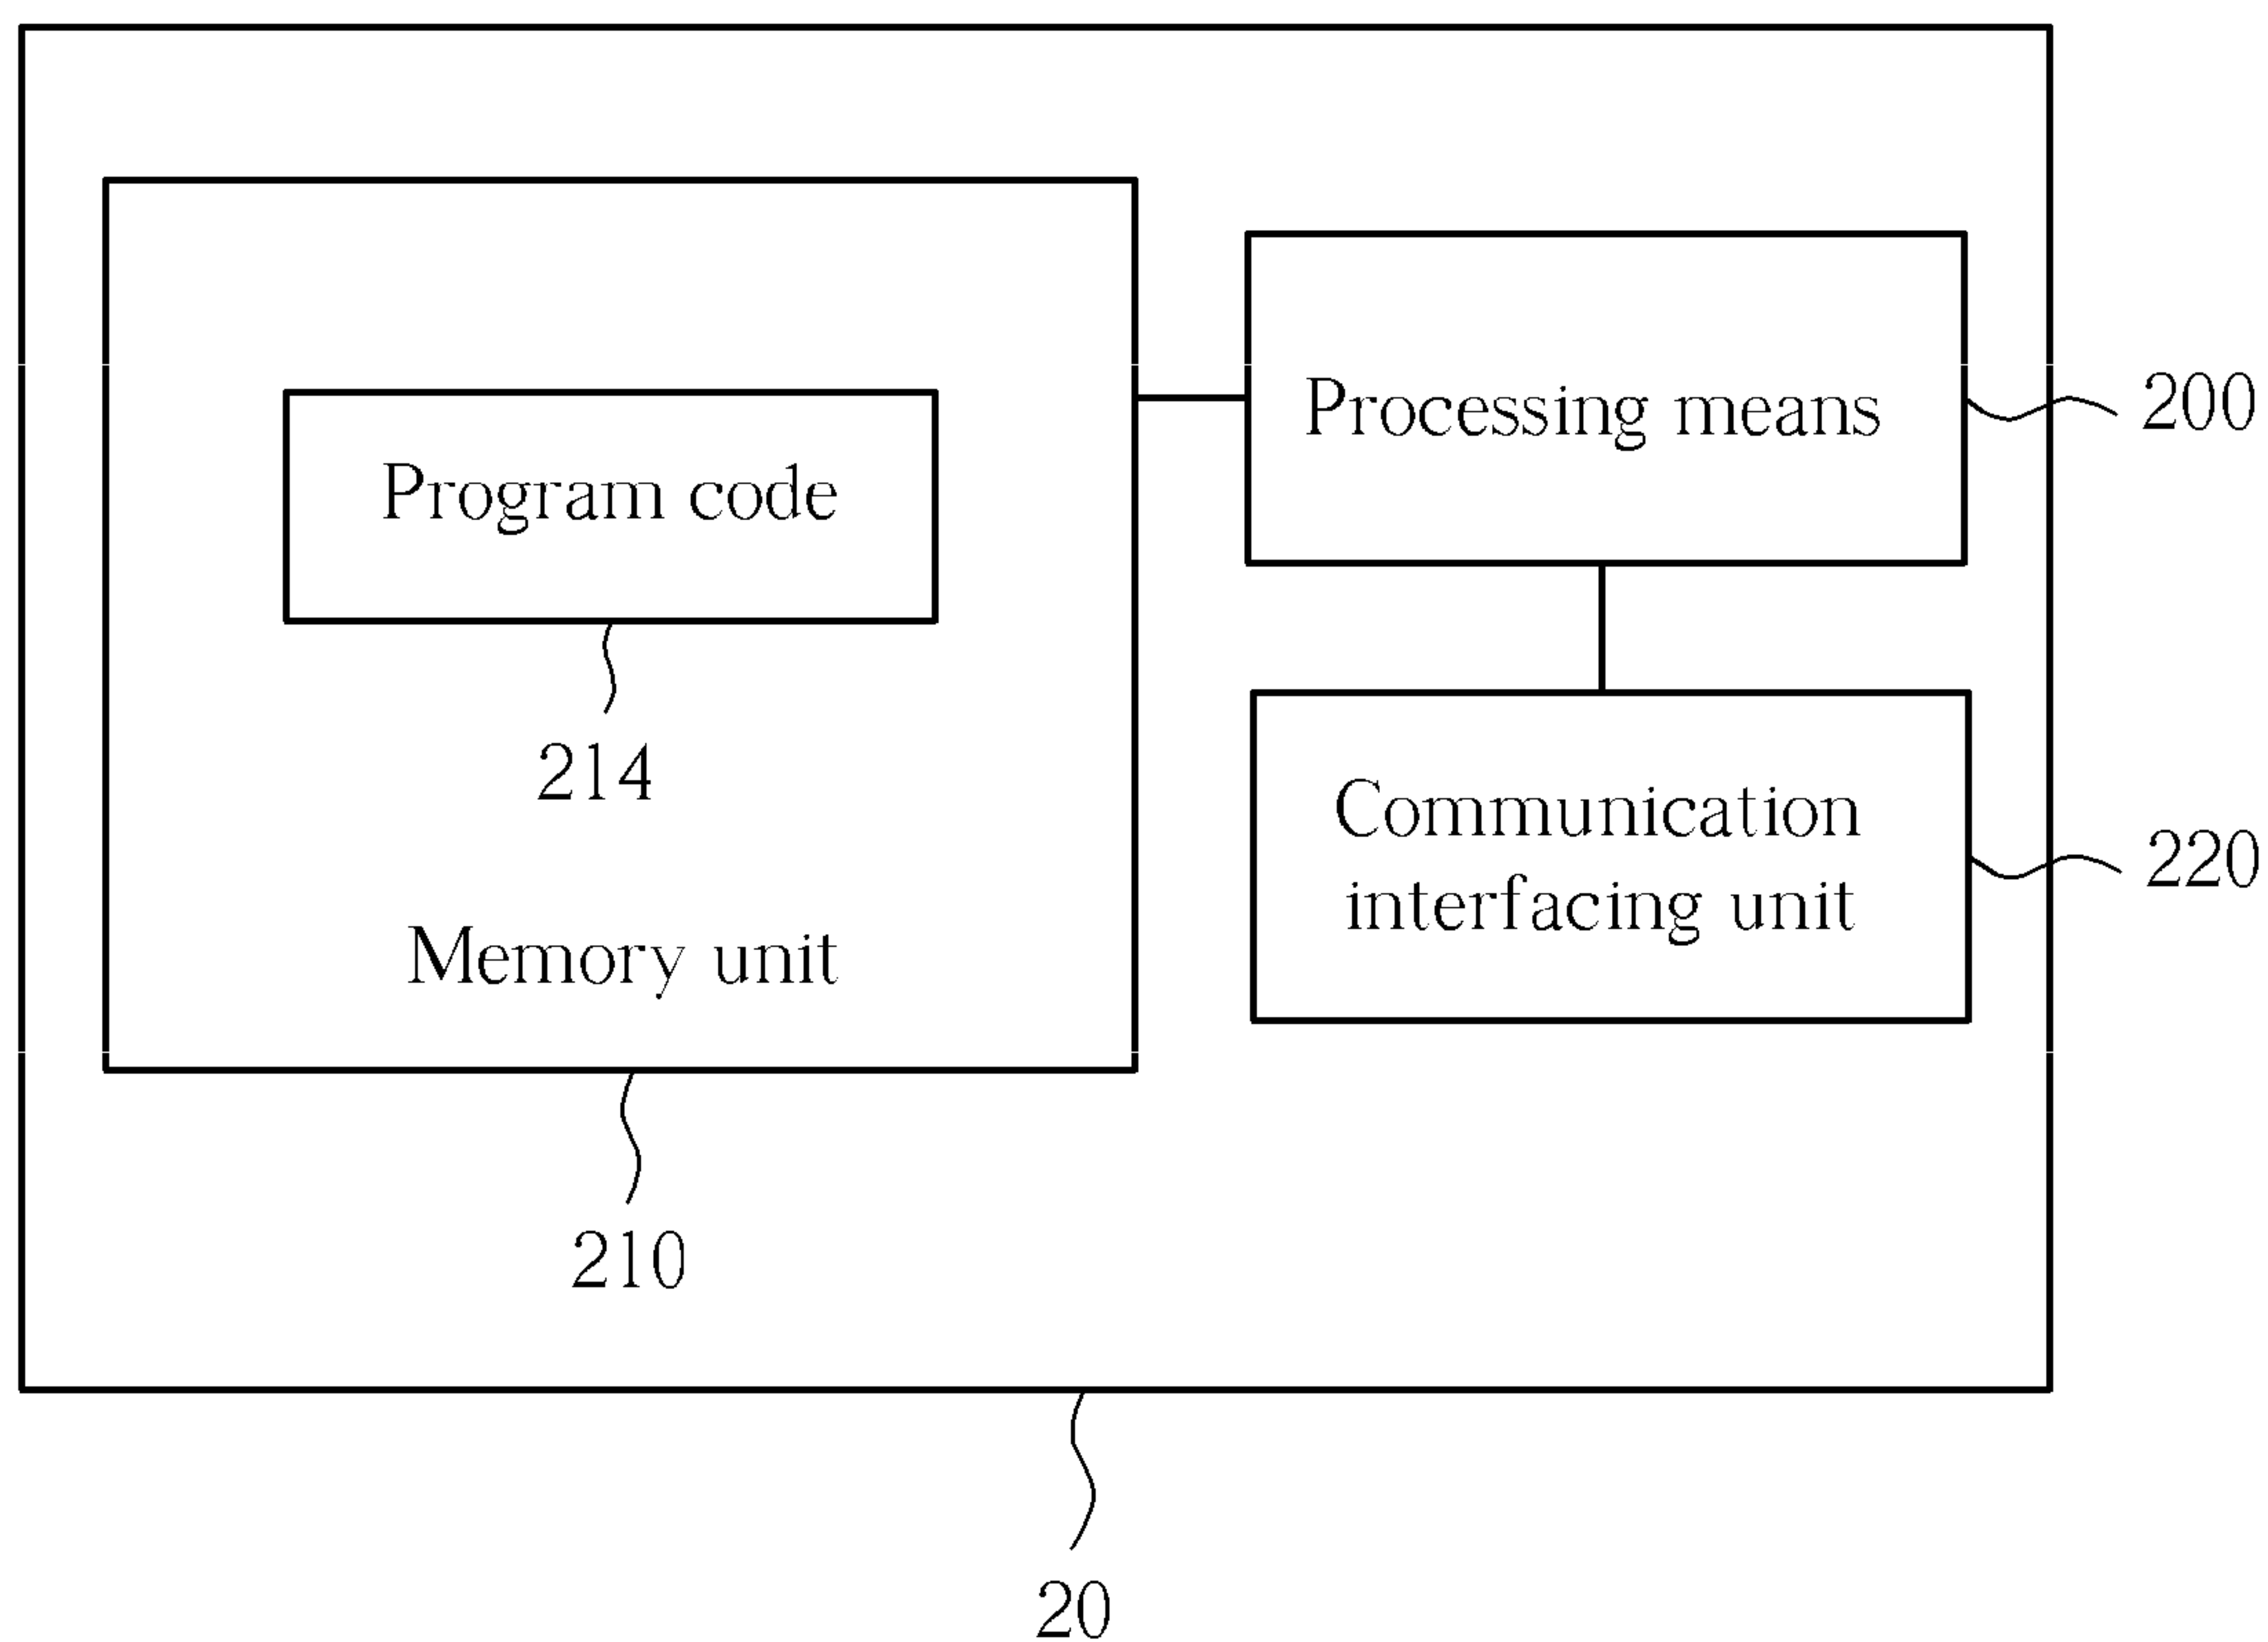 Processing means
200
Program code
214
Communication
interfacing unit
220
Memory unit
210
20